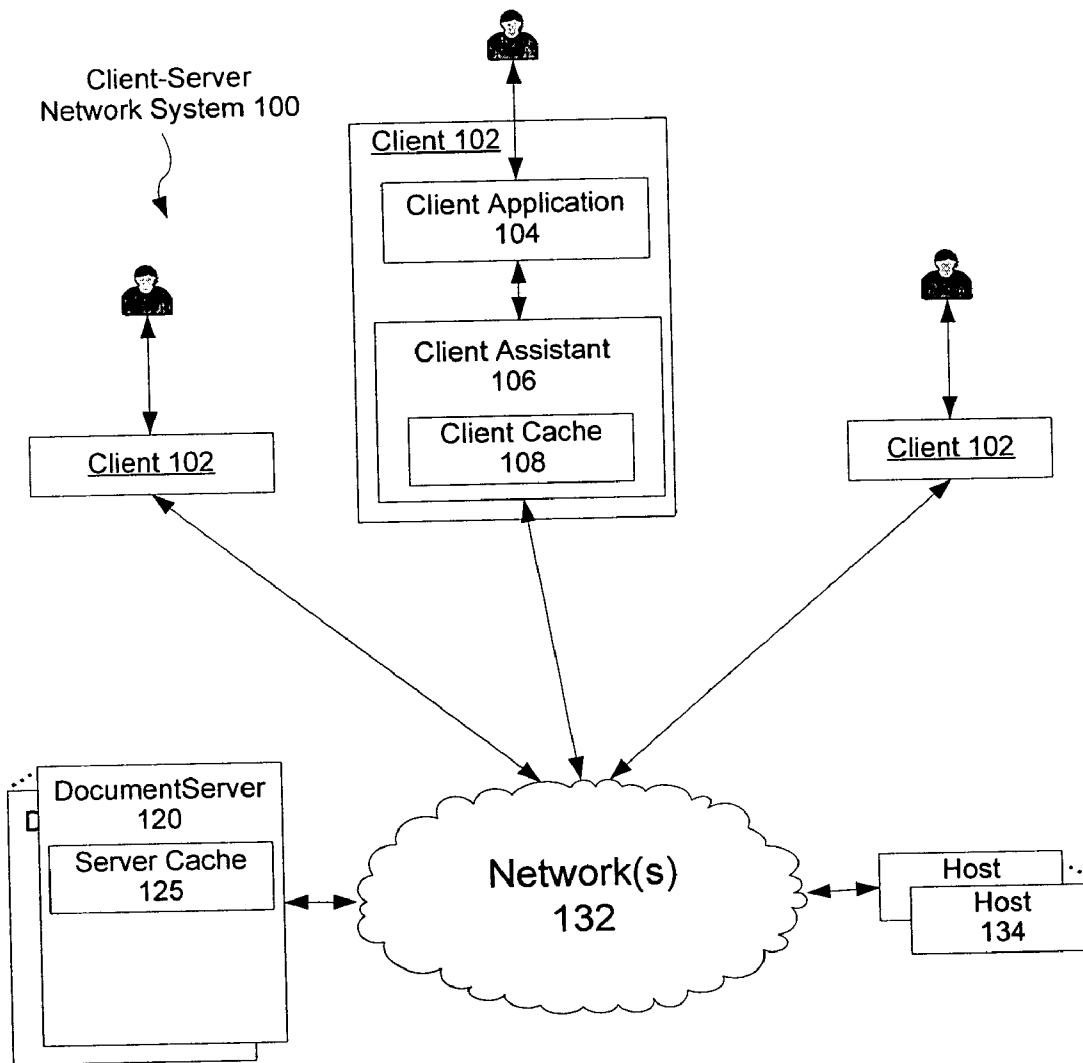 Client-Server
Network System 100
Client 102
Client Application
104
Client Assistant
106
Client Cache
108
Client 102
Client 102
DocumentServer
120
D
Server Cache
125
Network(s)
132
Host
Host
134